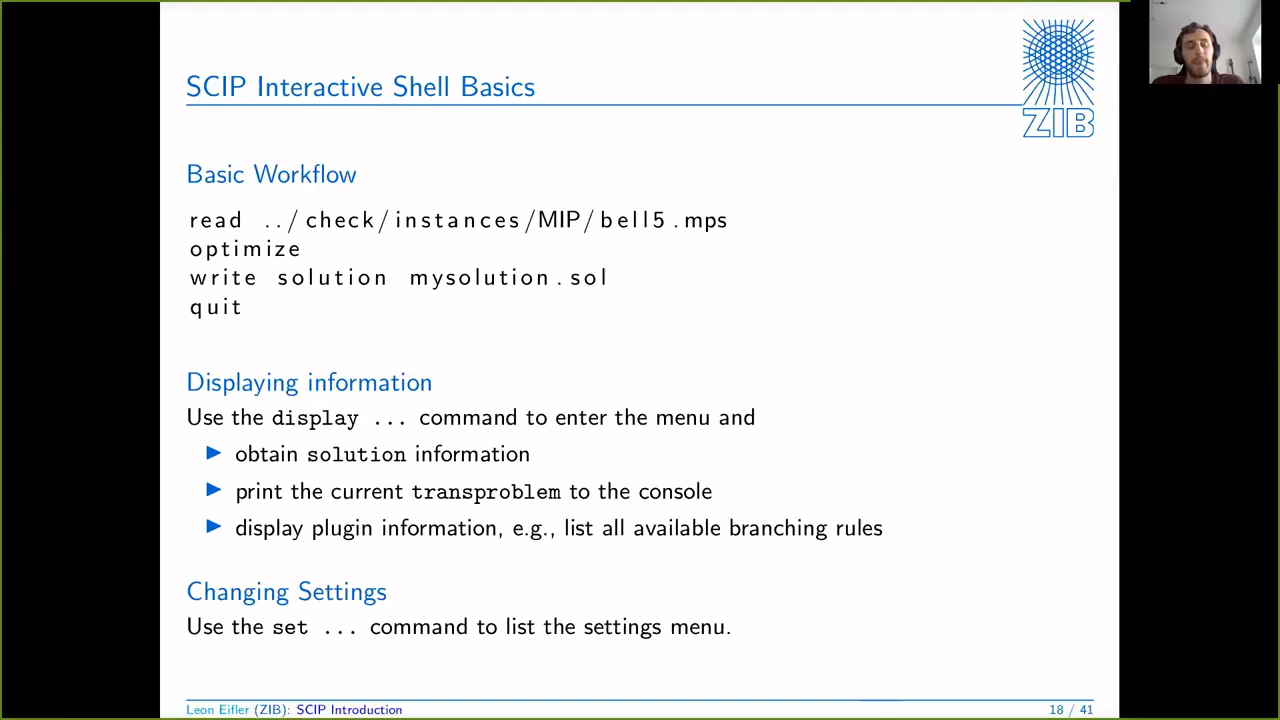 SCIP Interactive Shell Basics
ZIB
Basic Workflow
read ../check/instances/MIP/bell5.mps
optimize
write solution mysolution.sol
quit
Displaying information
Use the display ... command to enter the menu and
▶ obtain solution information
▶ print the current transproblem to the console
▶ display plugin information, e.g., list all available branching rules
Changing Settings
Use the set ... command to list the settings menu.
Leon Eifler (ZIB): SCIP Introduction
18 / 41